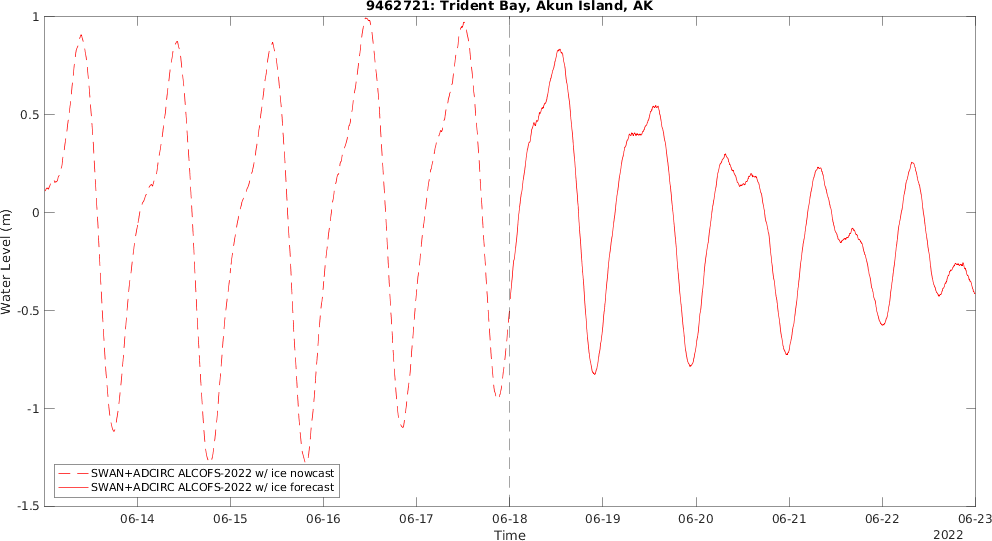 9462721: Trident Bay, Akun Island, AK
1
0.5
0
-0.5
-1
-1.5
Water Level (m)
SWAN+ADCIRC ALCOFS-2022 w/ ice nowcast
SWAN+ADCIRC ALCOFS-2022 w/ ice forecast
06-14 06-15 06-16 06-17 06-18 06-19 06-20 06-21 06-22 06-23
Time
2022